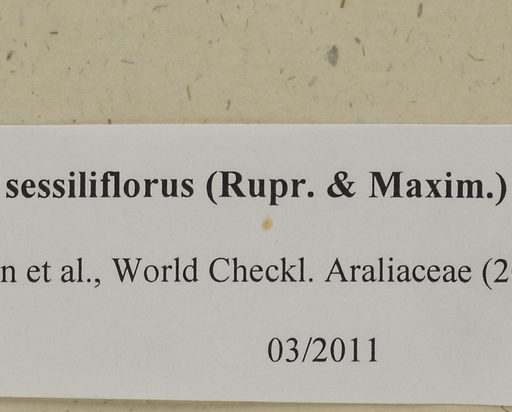 sessiliflorus (Rupr. & Maxim.)
n et al., World Checkl. Araliaceae (2
03/2011